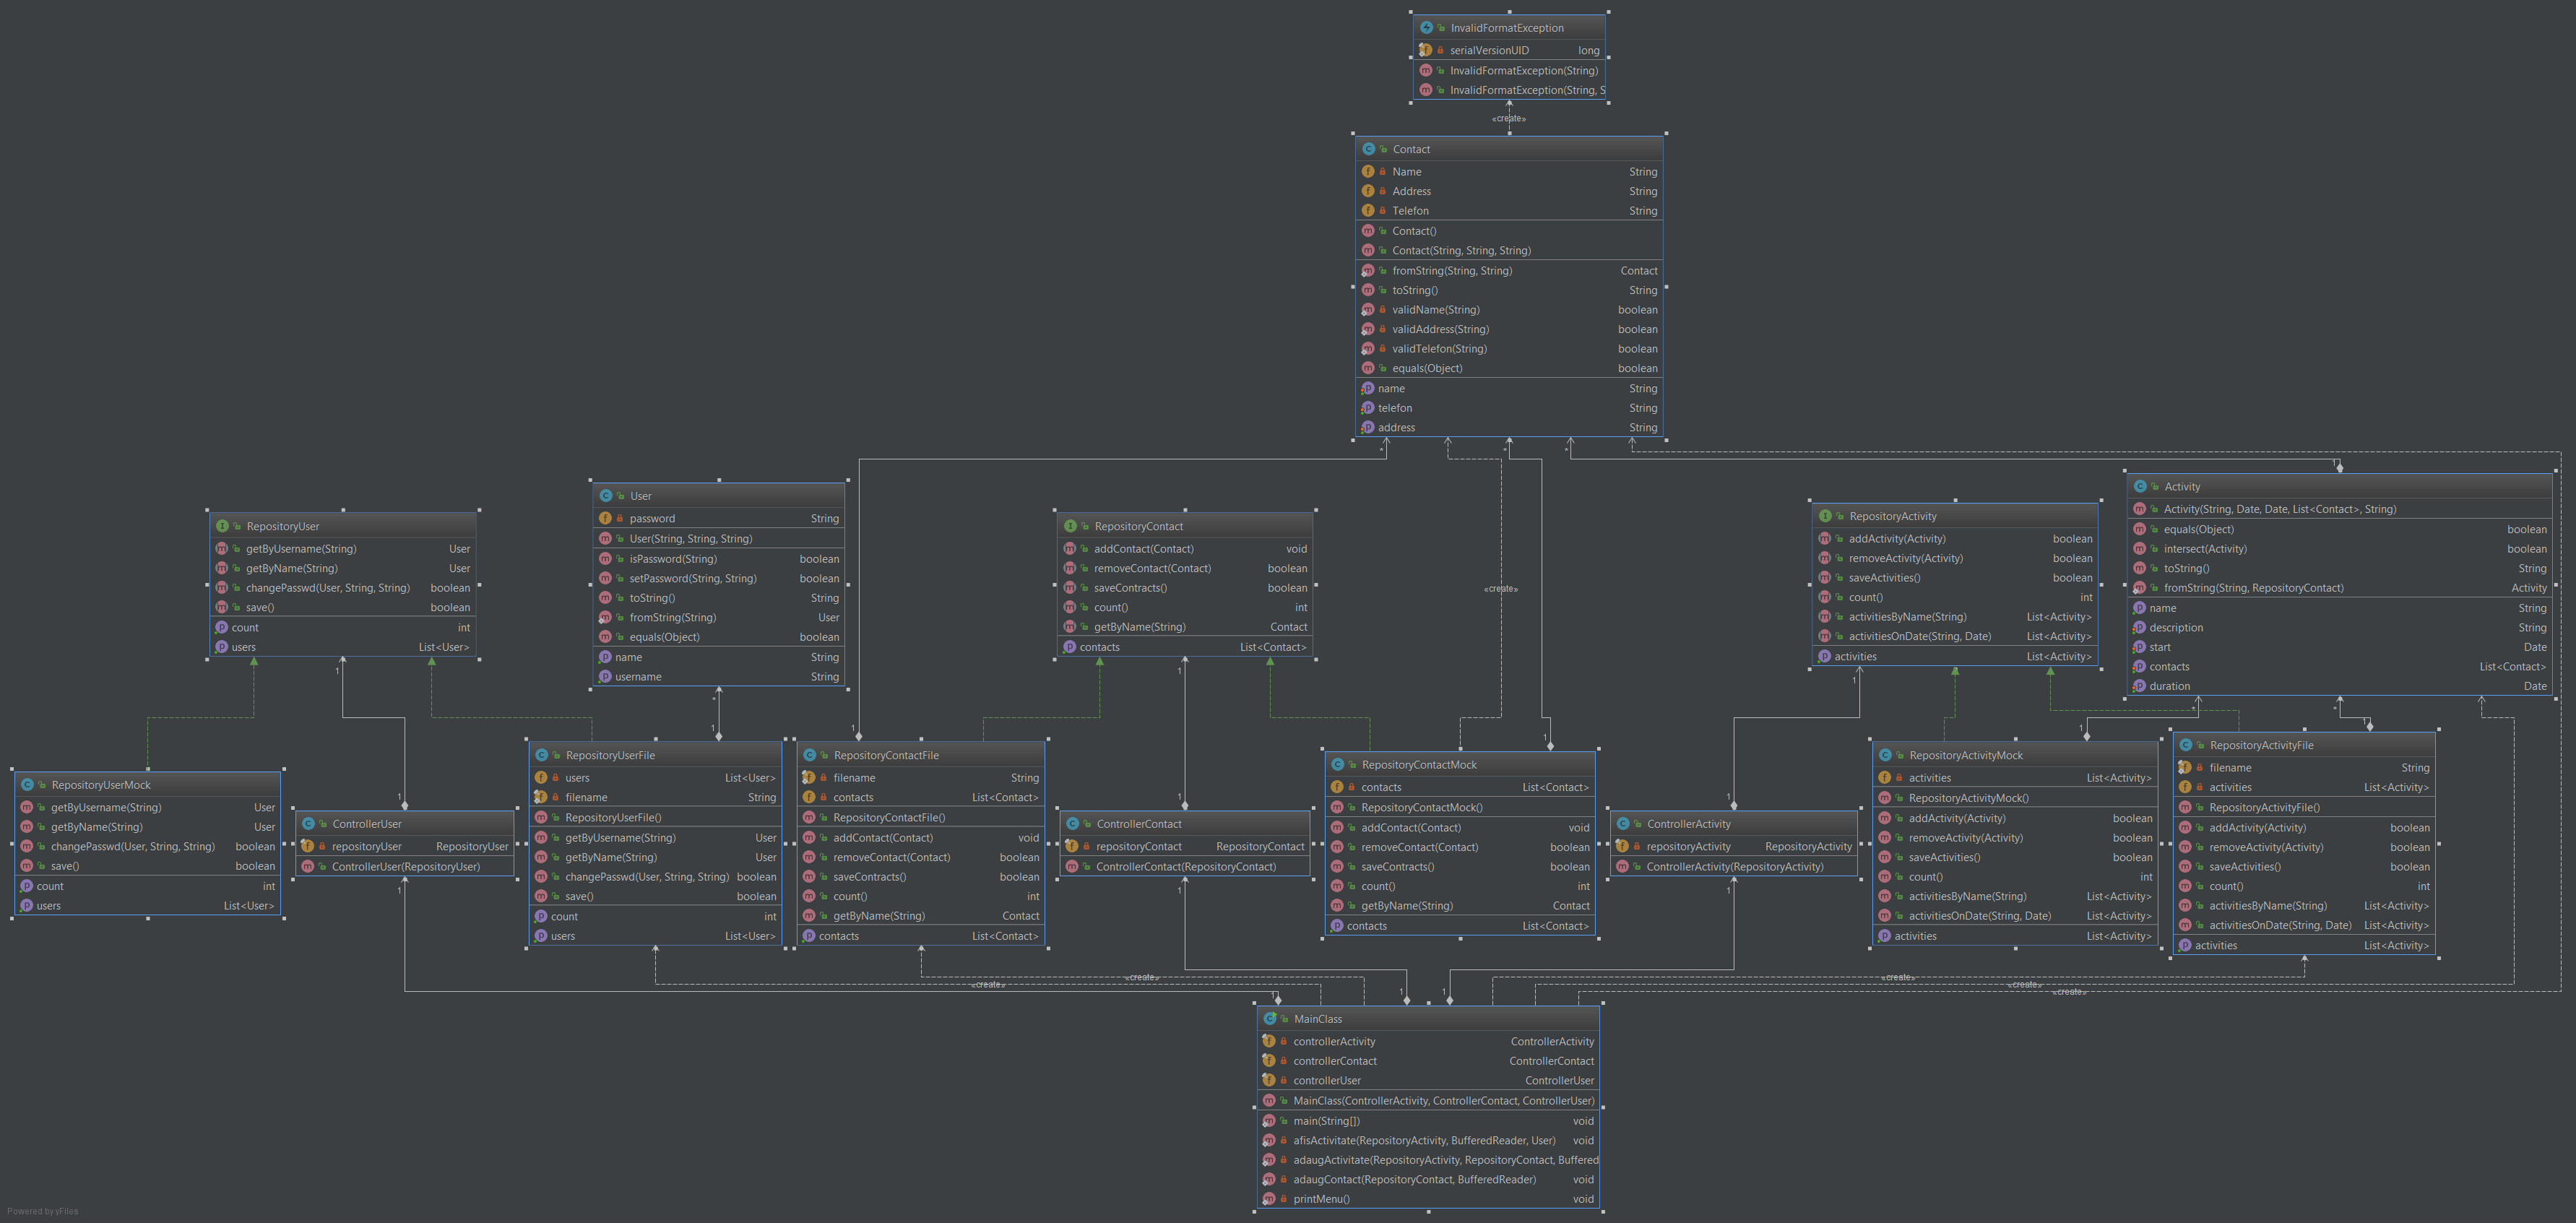 InvalidFormatException
serialVersionUID long
InvalidFormatException(String)
InvalidFormatException(String, S
«create»
Contact
Name String
Address String
Telefon String
Contact()
Contact(String, String, String)
fromString(String, String) Contact
toString() String
validName(String) boolean
validAddress(String) boolean
validTelefon(String) boolean
equals(Object) boolean
name String
telefon String
address String
* * *
1
«create»
RepositoryUser
getByUsername(String) User
getByName(String) User
changePasswd(User, String, String) boolean
save() boolean
count int
users List<User>
1
User
password String
User(String, String, String)
isPassword(String) boolean
setPassword(String, String) boolean
toString() String
fromString(String) User
equals(Object) boolean
name String
username String
*
1
RepositoryContact
addContact(Contact) void
removeContact(Contact) boolean
saveContracts() boolean
count() int
getByName(String) Contact
contacts List<Contact>
1
RepositoryActivity
addActivity(Activity) boolean
removeActivity(Activity) boolean
saveActivities() boolean
count() int
activitiesByName(String) List<Activity>
activitiesOnDate(String, Date) List<Activity>
activities List<Activity>
1
Activity
Activity(String, Date, Date, List<Contact>, String)
equals(Object) boolean
intersect(Activity) boolean
toString() String
fromString(String, RepositoryContact) Activity
name String
description String
start Date
contacts List<Contact>
duration Date
* *
1 1
RepositoryUserMock
getByUsername(String) User
getByName(String) User
changePasswd(User, String, String) boolean
save() boolean
count int
users List<User>
1
ControllerUser
repositoryUser RepositoryUser
ControllerUser(RepositoryUser)
1
RepositoryUserFile
users List<User>
filename String
RepositoryUserFile()
getByUsername(String) User
getByName(String) User
changePasswd(User, String, String) boolean
save() boolean
count int
users List<User>
1
RepositoryContactFile
filename String
contacts List<Contact>
RepositoryContactFile()
addContact(Contact) void
removeContact(Contact) boolean
saveContracts() boolean
count() int
getByName(String) Contact
contacts List<Contact>
1
ControllerContact
repositoryContact RepositoryContact
ControllerContact(RepositoryContact)
1
1
RepositoryContactMock
contacts List<Contact>
RepositoryContactMock()
addContact(Contact) void
removeContact(Contact) boolean
saveContracts() boolean
count() int
getByName(String) Contact
contacts List<Contact>
1
ControllerActivity
repositoryActivity RepositoryActivity
ControllerActivity(RepositoryActivity)
1
RepositoryActivityMock
activities List<Activity>
RepositoryActivityMock()
addActivity(Activity) boolean
removeActivity(Activity) boolean
saveActivities() boolean
count() int
activitiesByName(String) List<Activity>
activitiesOnDate(String, Date) List<Activity>
activities List<Activity>
RepositoryActivityFile
filename String
activities List<Activity>
RepositoryActivityFile()
addActivity(Activity) boolean
removeActivity(Activity) boolean
saveActivities() boolean
count() int
activitiesByName(String) List<Activity>
activitiesOnDate(String, Date) List<Activity>
activities List<Activity>
«create» «create»
«create» «create»
«create»
1 1 1
MainClass
controllerActivity ControllerActivity
controllerContact ControllerContact
controllerUser ControllerUser
MainClass(ControllerActivity, ControllerContact, ControllerUser)
main(String[]) void
afisActivitate(RepositoryActivity, BufferedReader, User) void
adaugActivitate(RepositoryActivity, RepositoryContact, Buffered
adaugContact(RepositoryContact, BufferedReader) void
printMenu() void
Powered by yFiles